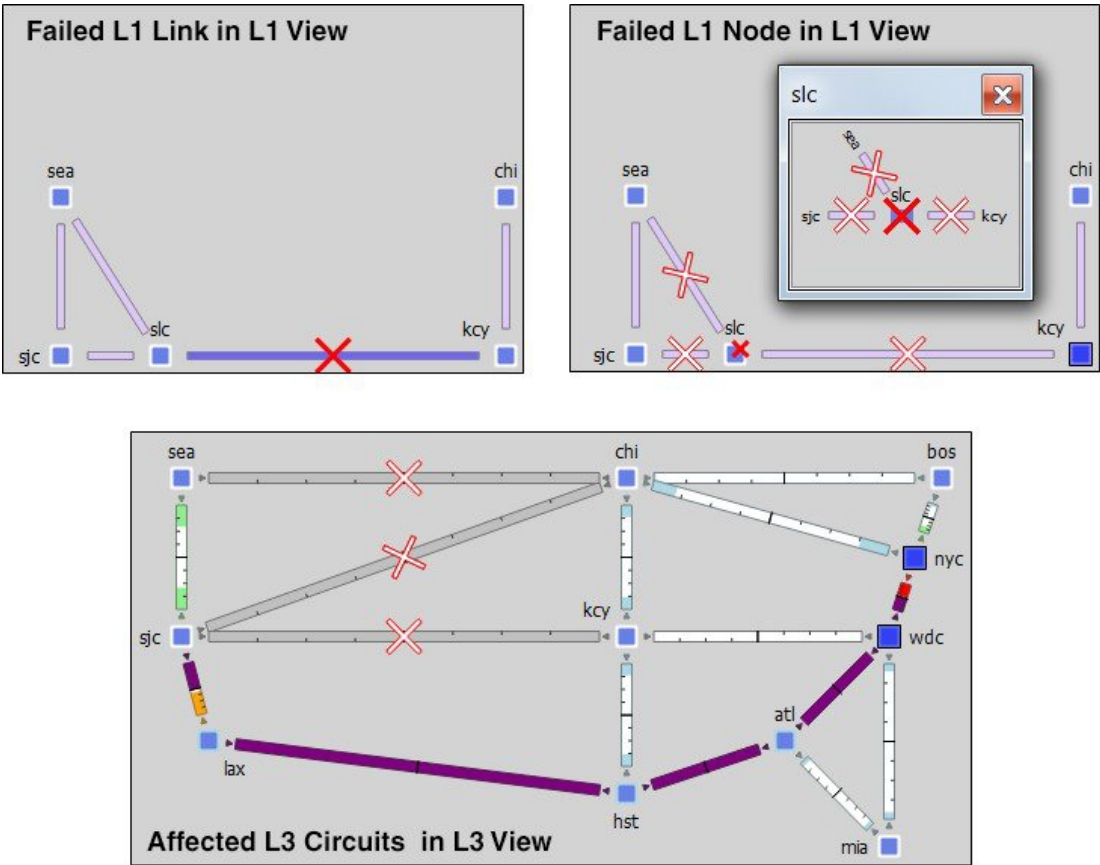 Failed L1 Link in L1 View
sea
chi
slc
kcy
sjc
Failed L1 Node in L1 View
slc
sea
slc
sjc
kcy
sea
chi
slc
kcy
sjc
sea
chi
bos
nyc
kcy
sjc
wdc
atl
lax
hst
mia
Affected L3 Circuits in L3 View